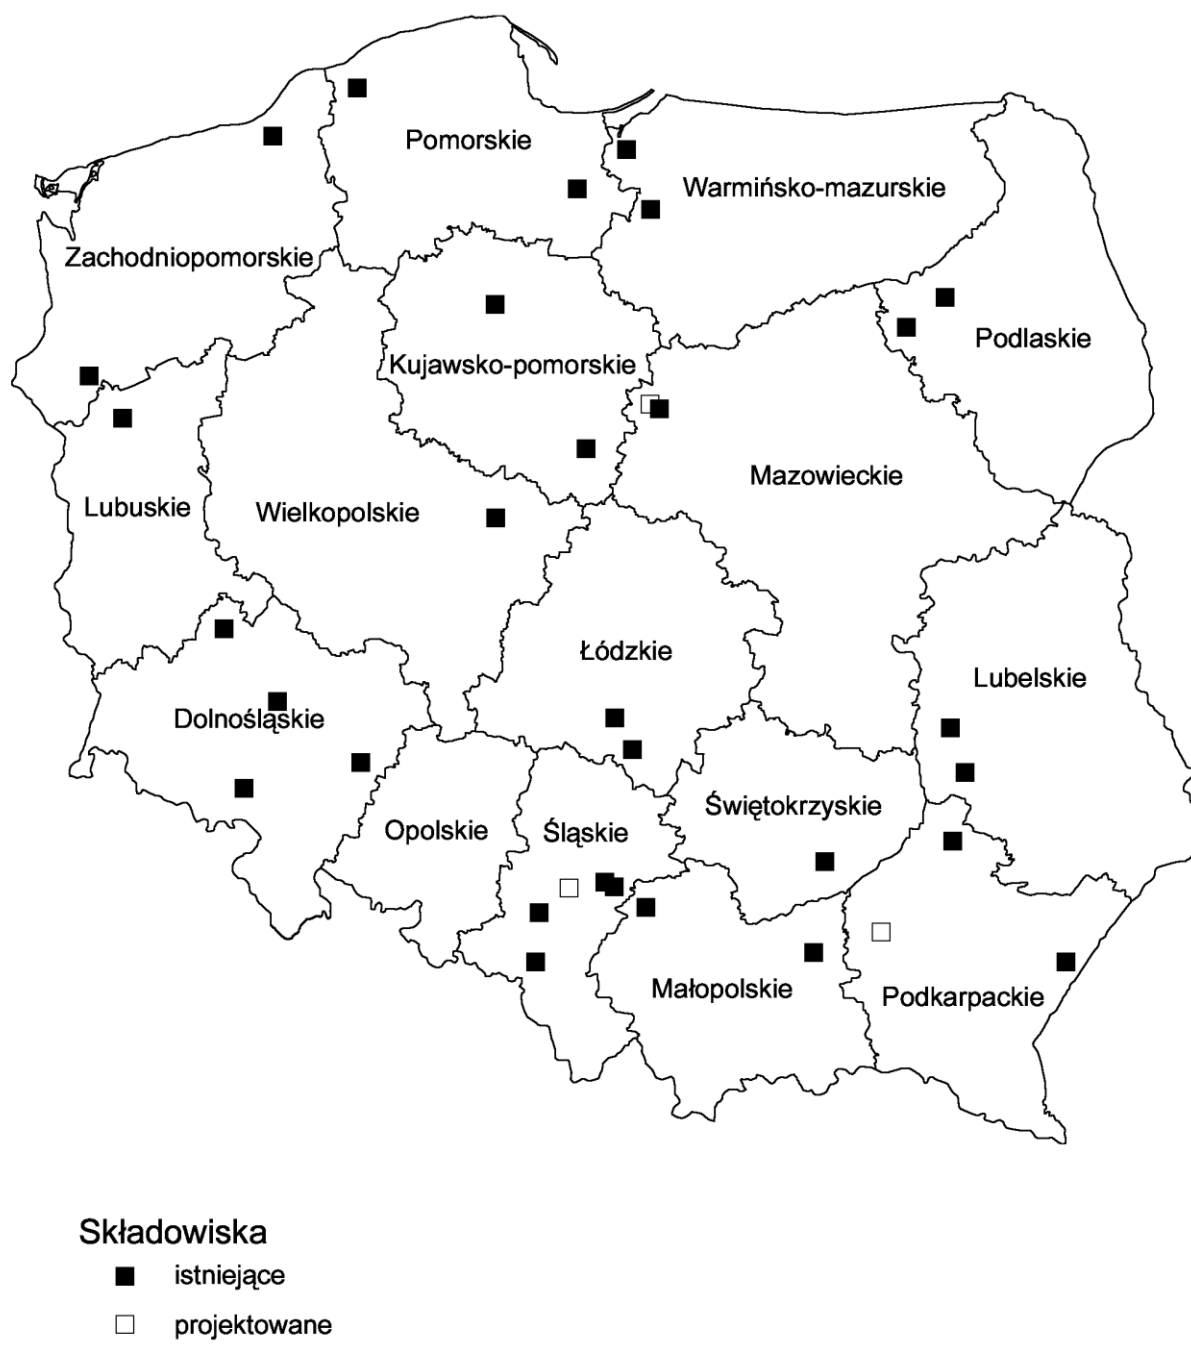 Pomorskie
Warmińsko-mazurskie
Zachodniopomorskie
Podlaskie
Kujawsko-pomorskie
Mazowieckie
Lubuskie
Wielkopolskie
Łódzkie
Lubelskie
Dolnośląskie
Świętokrzyskie
Opolskie
Śląskie
Małopolskie
Podkarpackie
Składowiska
istniejące
projektowane